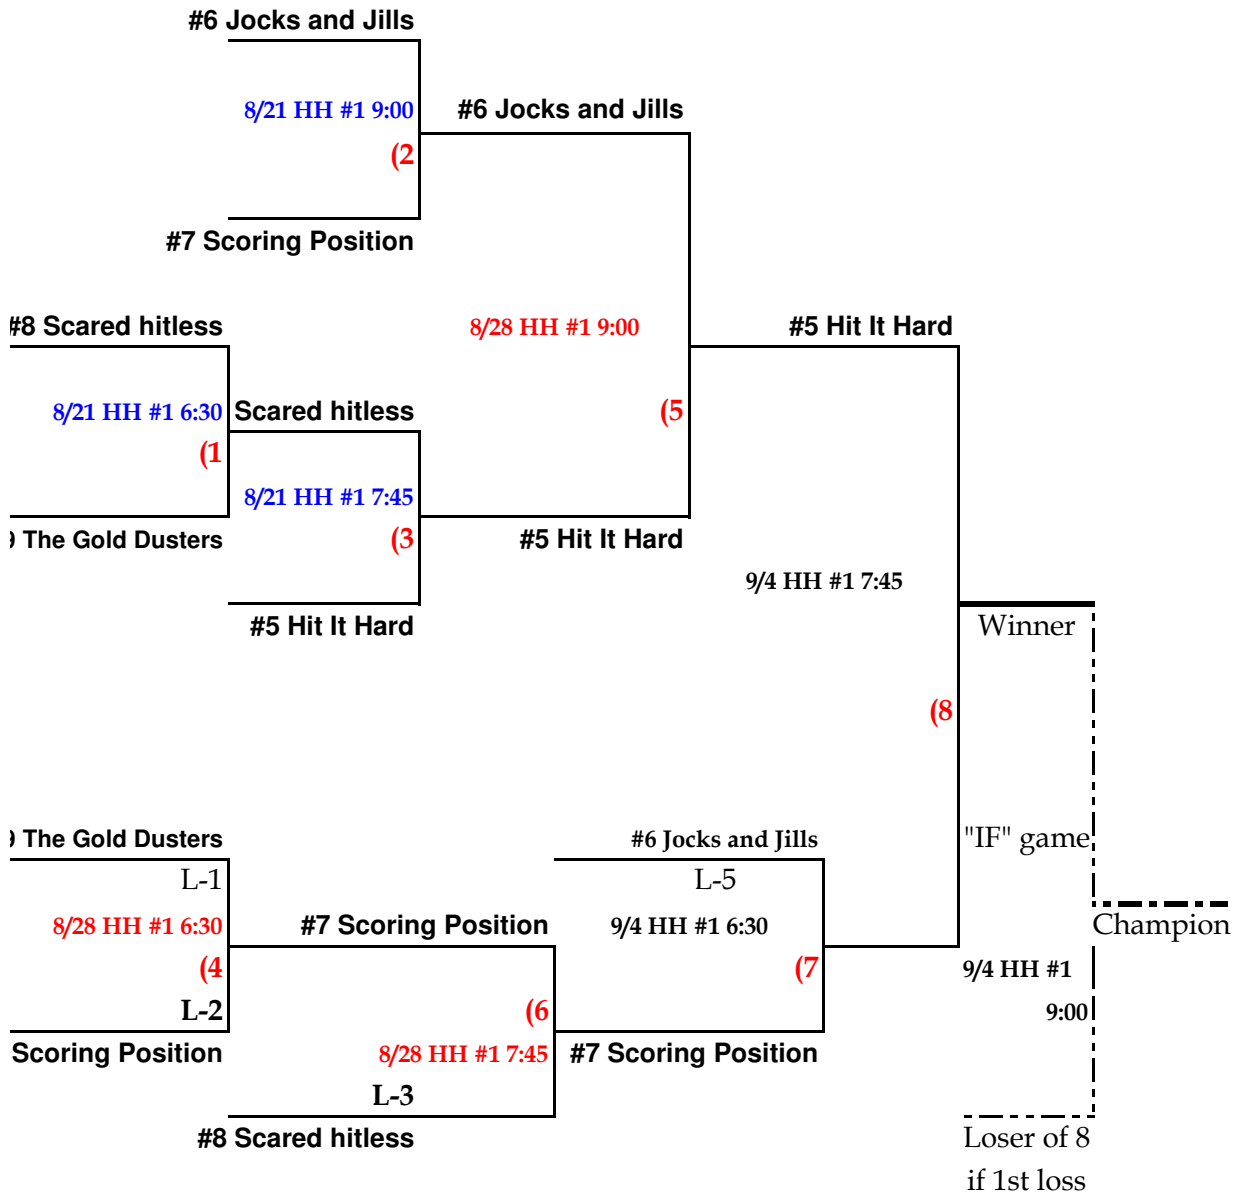 #6 Jocks and Jills
8/21 HH #1 9:00
#6 Jocks and Jills
(2
#7 Scoring Position
#8 Scared hitless
8/28 HH #1 9:00
#5 Hit It Hard
8/21 HH #1 6:30
Scared hitless
(5
(1
8/21 HH #1 7:45
9 The Gold Dusters
(3
#5 Hit It Hard
9/4 HH #1 7:45
#5 Hit It Hard
Winner
(8
9 The Gold Dusters
#6 Jocks and Jills
"IF" game
L-1
L-5
8/28 HH #1 6:30
#7 Scoring Position
9/4 HH #1 6:30
Champion
(4
(7
9/4 HH #1
L-2
(6
9:00
Scoring Position
8/28 HH #1 7:45
#7 Scoring Position
L-3
#8 Scared hitless
Loser of 8
if 1st loss